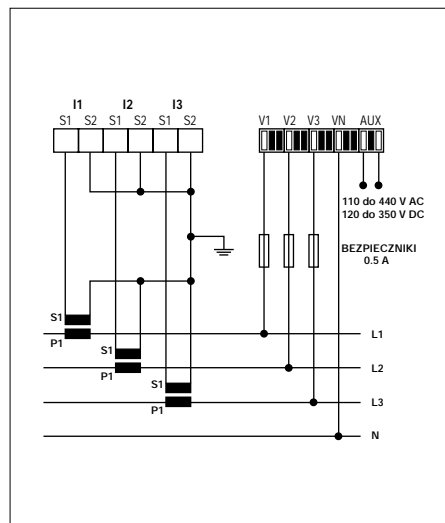 I1 I2 I3
S1 S2 S1 S2 S1 S2
V1 V2 V3 VN AUX
110 do 440 V AC
120 do 350 V DC
BEZPIECZNIKI
0.5 A
S1
P1
L1
S1
P1
L2
S1
P1
L3
N